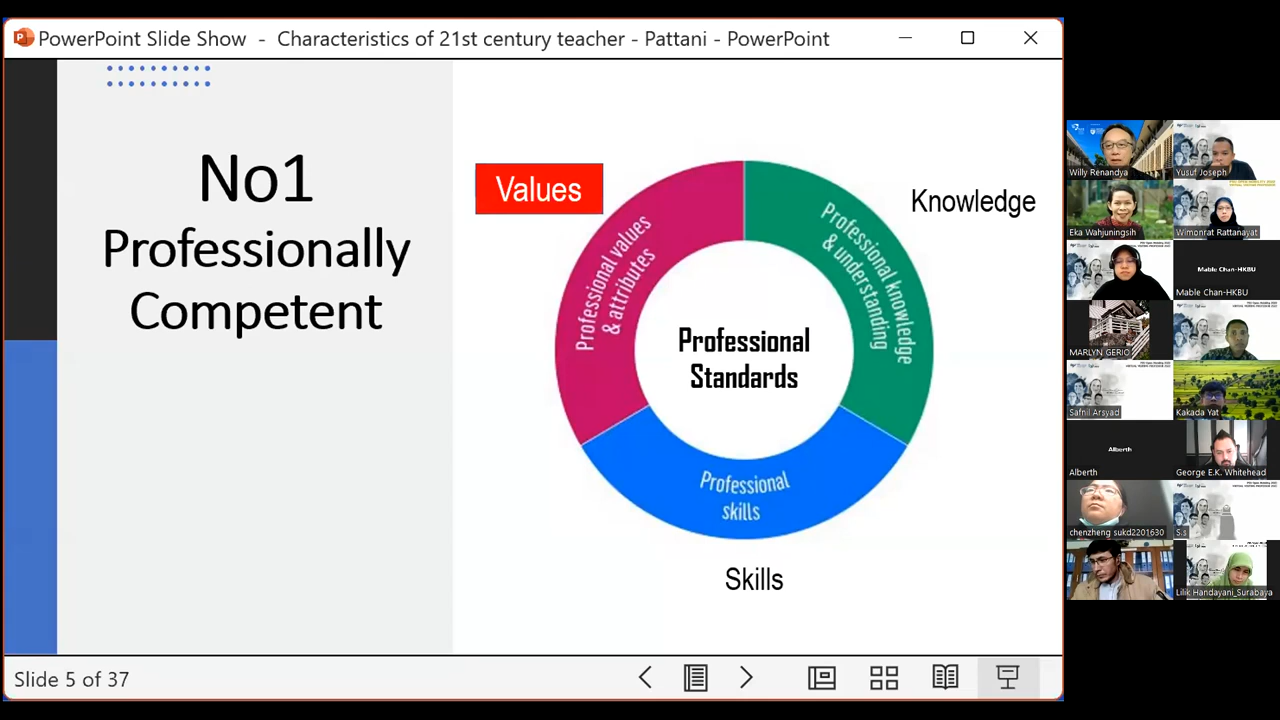 PowerPoint Slide Show - Characteristics of 21st century teacher - Pattani - PowerPoint
No1
Professionally
Competent
Values
Knowledge
Professional values
& attributes
Professional knowledge
& understanding
Professional
Standards
Professional
skills
Skills
Slide 5 of 37
Willy Renandya
Yusuf Joseph
Eka Wahjuningsih
Wimonrat Rattanayat
Mable Chan-HKBU
Mable Chan-HKBU
MARLYN GERIO
Safnil Arsyad
Kakada Yat
Alberth
Alberth
George E.K. Whitehead
chenzheng sukd2201630
S.s
Lilik Handayani_Surabaya